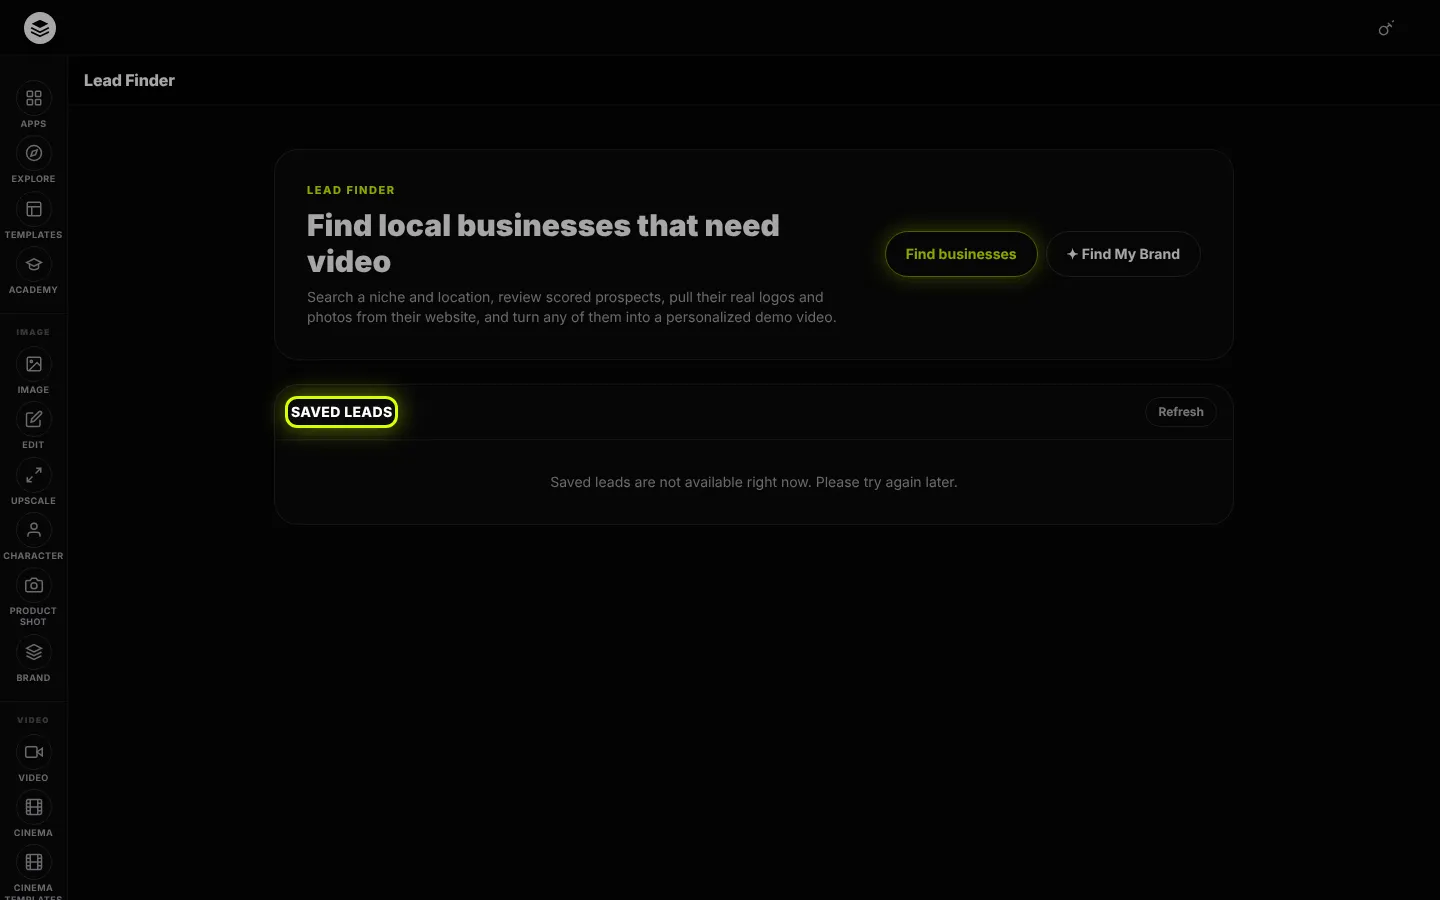 Lead Finder
APPS
EXPLORE
TEMPLATES
ACADEMY
IMAGE
IMAGE
EDIT
UPSCALE
CHARACTER
PRODUCT
SHOT
BRAND
VIDEO
VIDEO
CINEMA
CINEMA
TEMPLATES
LEAD FINDER
Find local businesses that need
video
Search a niche and location, review scored prospects, pull their real logos and
photos from their website, and turn any of them into a personalized demo video.
Find businesses
✦ Find My Brand
SAVED LEADS
Refresh
Saved leads are not available right now. Please try again later.